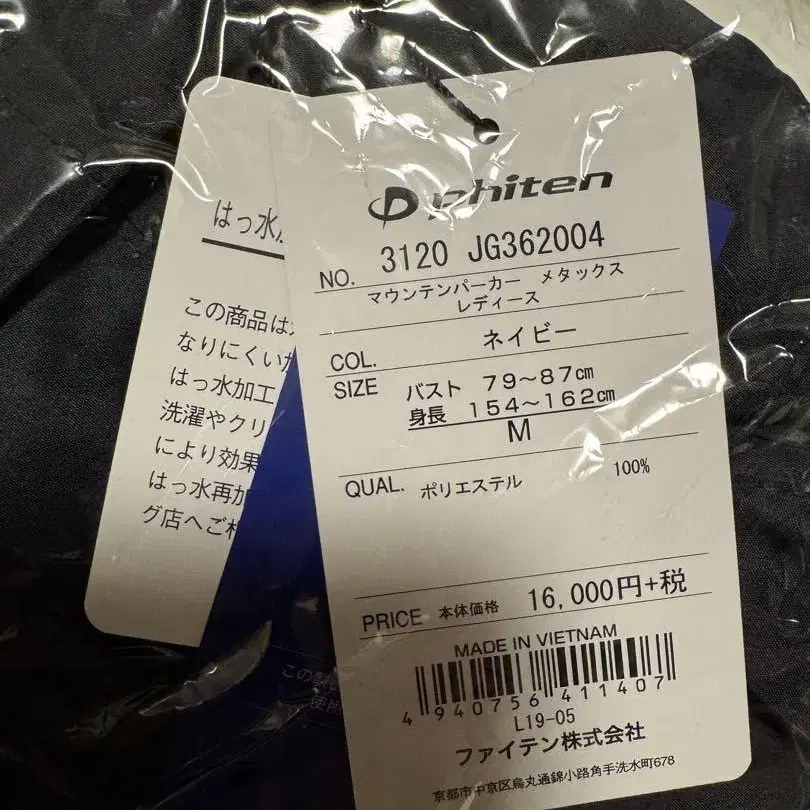 phiten
NO. 3120 JG362004
マウンテンパーカー メタックス
レディース
COL. ネイビー
SIZE バスト 79~87cm
身長 154~162cm
M
QUAL. ポリエステル 100%
PRICE 本体価格 16,000円+税
MADE IN VIETNAM
4940756411407
L19-05
ファイテン株式会社
京都市中京区烏丸通錦小路角手洗水町678
はっ水
この商品は
なりにくい
はっ水加工
洗濯やクリ
により効果
はっ水再加
グ店へご
この
使用